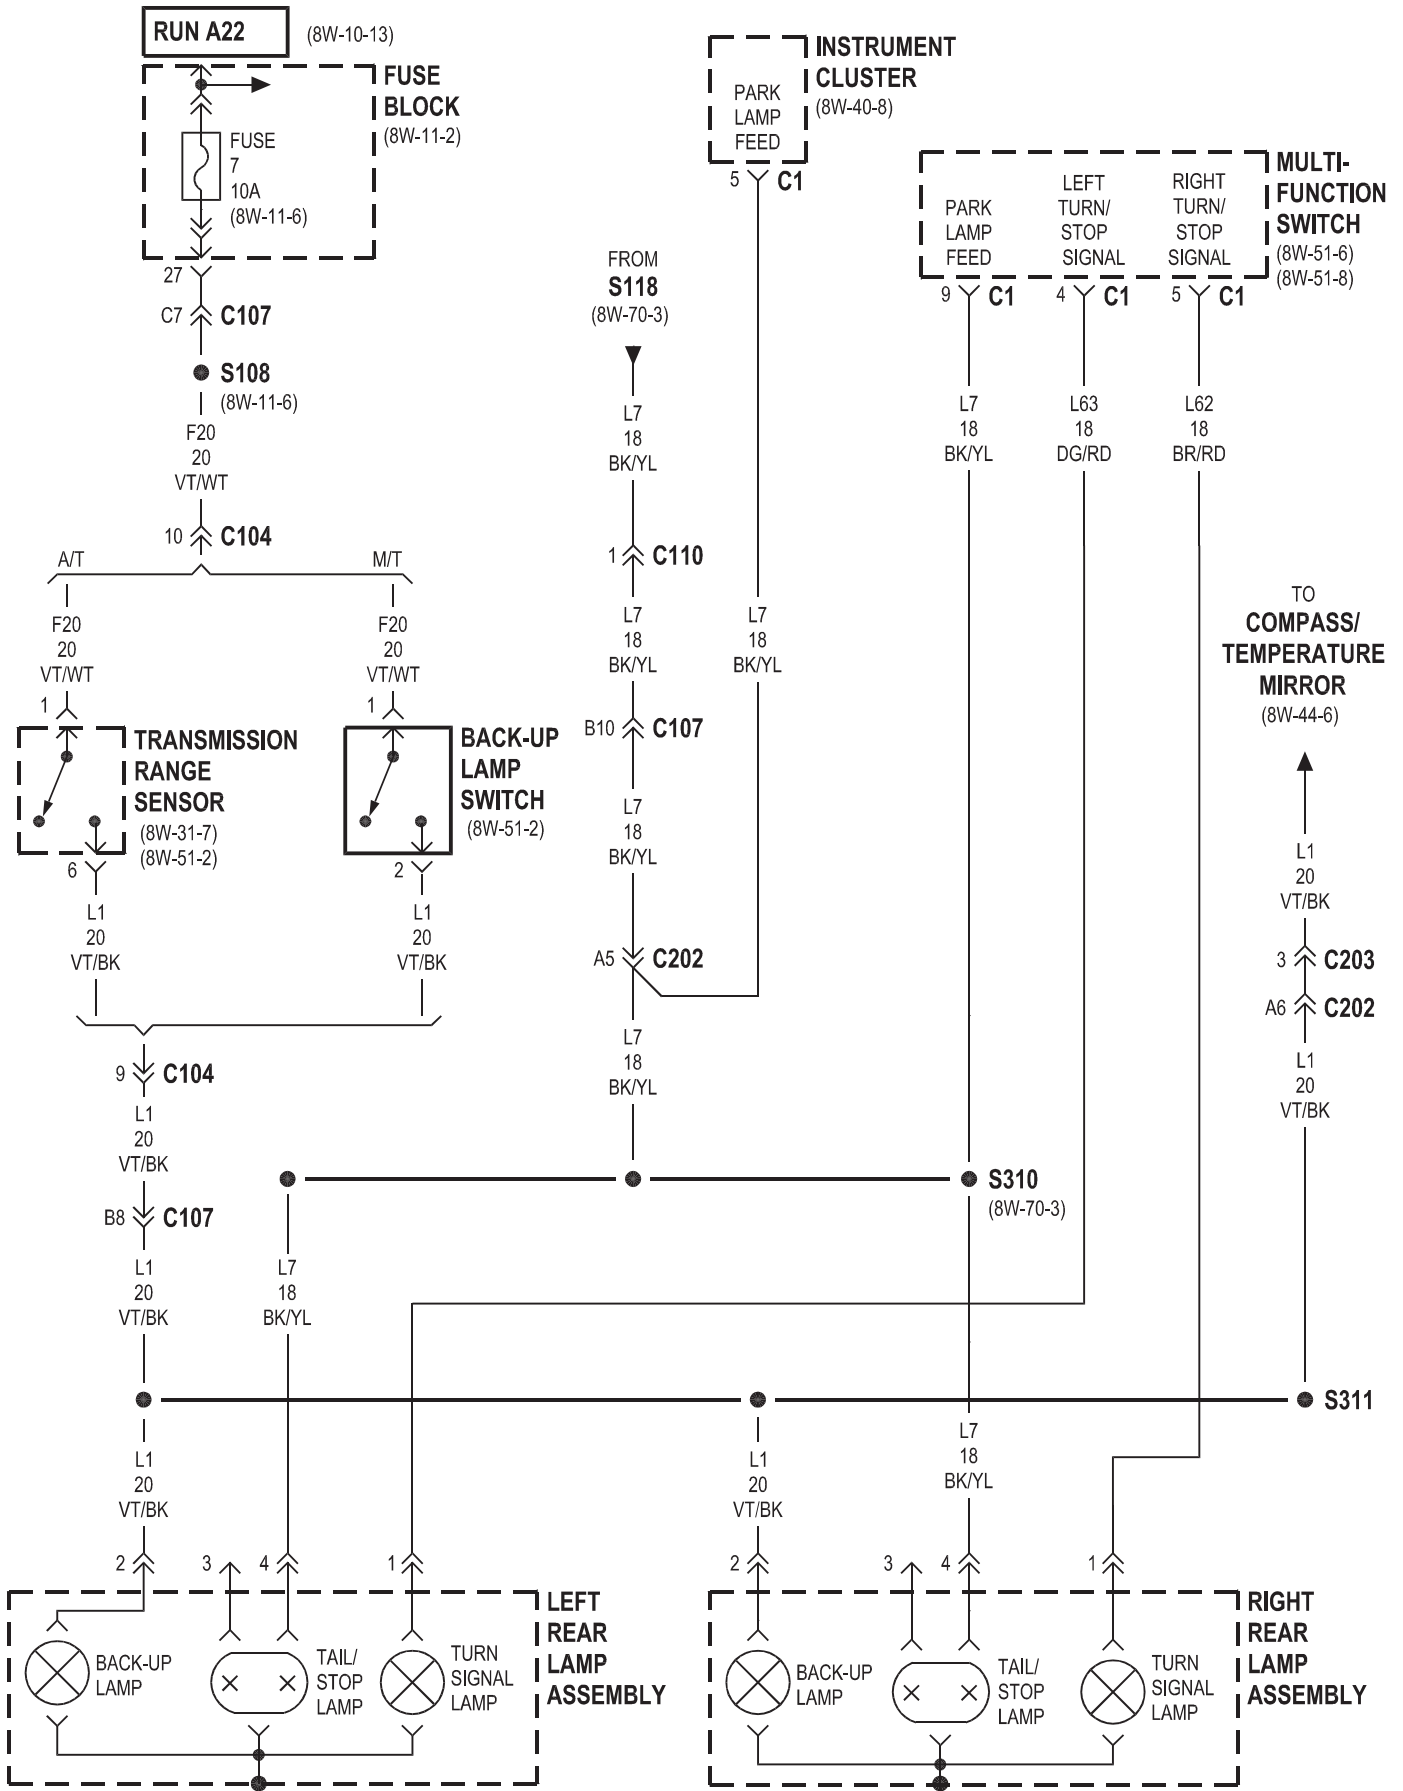 RUN A22
(8W-10-13)
FUSE
BLOCK
(8W-11-2)
FUSE
7
10A
(8W-11-6)
27
C7
C107
S108
(8W-11-6)
F20
20
VT/WT
10
C104
A/T
M/T
F20
20
VT/WT
1
F20
20
VT/WT
1
TRANSMISSION
RANGE
SENSOR
(8W-31-7)
(8W-51-2)
6
BACK-UP
LAMP
SWITCH
(8W-51-2)
2
L1
20
VT/BK
L1
20
VT/BK
9
C104
L1
20
VT/BK
B8
C107
L1
20
VT/BK
INSTRUMENT
CLUSTER
(8W-40-8)
PARK
LAMP
FEED
5
C1
FROM
S118
(8W-70-3)
L7
18
BK/YL
1
C110
L7
18
BK/YL
L7
18
BK/YL
B10
C107
L7
18
BK/YL
A5
C202
L7
18
BK/YL
MULTI-
FUNCTION
SWITCH
(8W-51-6)
(8W-51-8)
PARK
LAMP
FEED
LEFT
TURN/
STOP
SIGNAL
RIGHT
TURN/
STOP
SIGNAL
9
C1
4
C1
5
C1
L7
18
BK/YL
L63
18
DG/RD
L62
18
BR/RD
TO
COMPASS/
TEMPERATURE
MIRROR
(8W-44-6)
L1
20
VT/BK
3
C203
A6
C202
L1
20
VT/BK
S310
(8W-70-3)
L7
18
BK/YL
S311
L1
20
VT/BK
L1
20
VT/BK
L7
18
BK/YL
2
3
4
1
2
3
4
1
LEFT
REAR
LAMP
ASSEMBLY
BACK-UP
LAMP
TAIL/
STOP
LAMP
TURN
SIGNAL
LAMP
RIGHT
REAR
LAMP
ASSEMBLY
BACK-UP
LAMP
TAIL/
STOP
LAMP
TURN
SIGNAL
LAMP